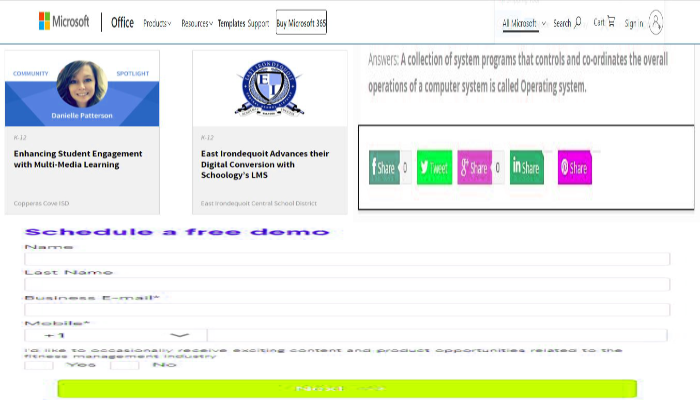 Microsoft
Office
Products
Resources
Templates
Support
Buy Microsoft 365
All Microsoft
Search
Cart
Sign in
COMMUNITY
SPOTLIGHT
Danielle Patterson
K-12
Enhancing Student Engagement
with Multi-Media Learning
Copperas Cove ISD
EAST IRONDEQUOIT
E I
K-12
East Irondequoit Advances their
Digital Conversion with
Schoology's LMS
East Irondequoit Central School District
Answers: A collection of system programs that controls and co-ordinates the overall
operations of a computer system is called Operating system.
f Share 0
Tweet
g+ Share 0
in Share
Share
Schedule a free demo
Name
Last Name
Business E-mail*
Mobile*
+1
I'd like to occasionally receive exciting content and product opportunities related to the
fitness management industry
Yes No
Next